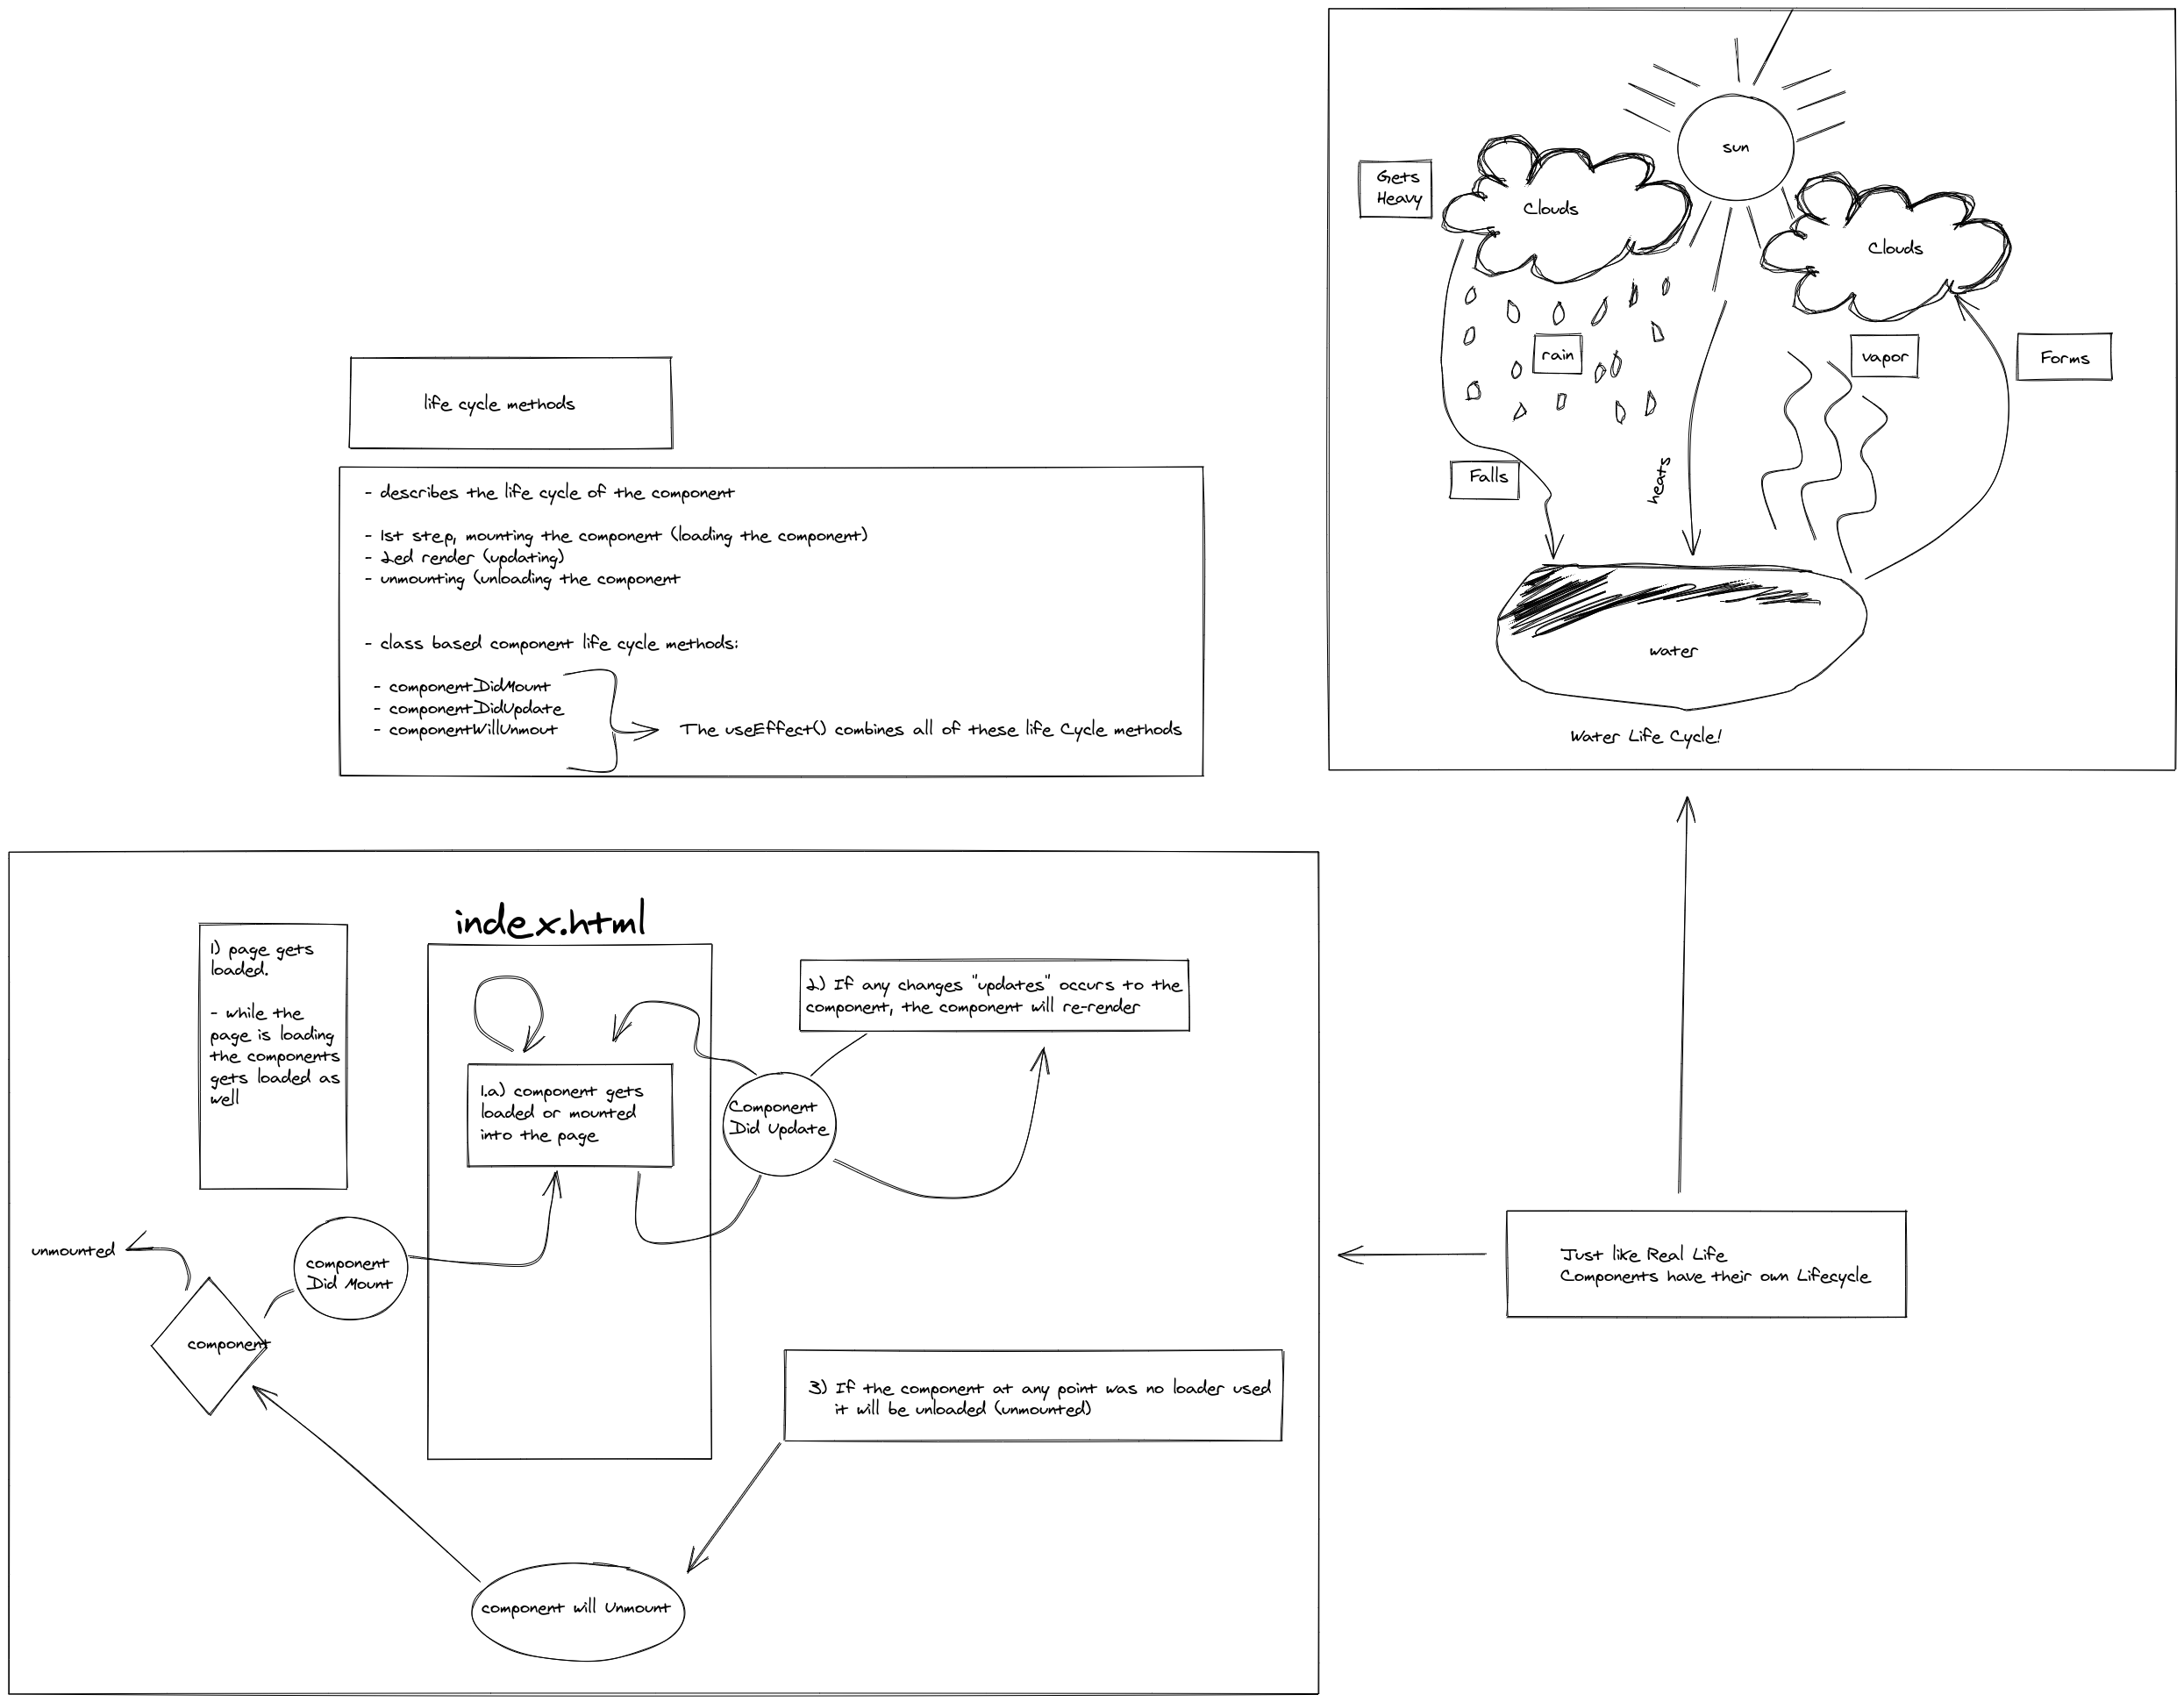 sun
Gets
Heavy
Clouds
Clouds
rain
vapor
Forms
Falls
heats
water
Water Life Cycle!
life cycle methods
- describes the life cycle of the component
- 1st step, mounting the component (loading the component)
- 2ed render (updating)
- unmounting (unloading the component
- class based component life cycle methods:
- componentDidMount
- componentDidUpdate
- componentWillUnmout
The useEffect() combines all of these life Cycle methods
index.html
1) page gets
loaded.
- while the
page is loading
the components
gets loaded as
well
1.a) component gets
loaded or mounted
into the page
2) If any changes "updates" occurs to the
component, the component will re-render
Component
Did Update
unmounted
component
Did Mount
component
3) If the component at any point was no loader used
it will be unloaded (unmounted)
component will Unmount
Just like Real Life
Components have their own Lifecycle